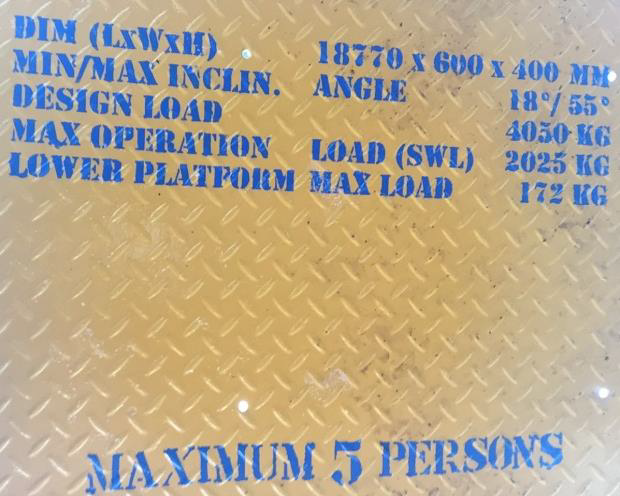 DIM (LxWxH) 18770 x 600 x 400 MM
MIN/MAX INCLIN. ANGLE 18°/ 55°
DESIGN LOAD 4050 KG
MAX OPERATION LOAD (SWL) 2025 KG
LOWER PLATFORM MAX LOAD 172 KG
MAXIMUM 5 PERSONS